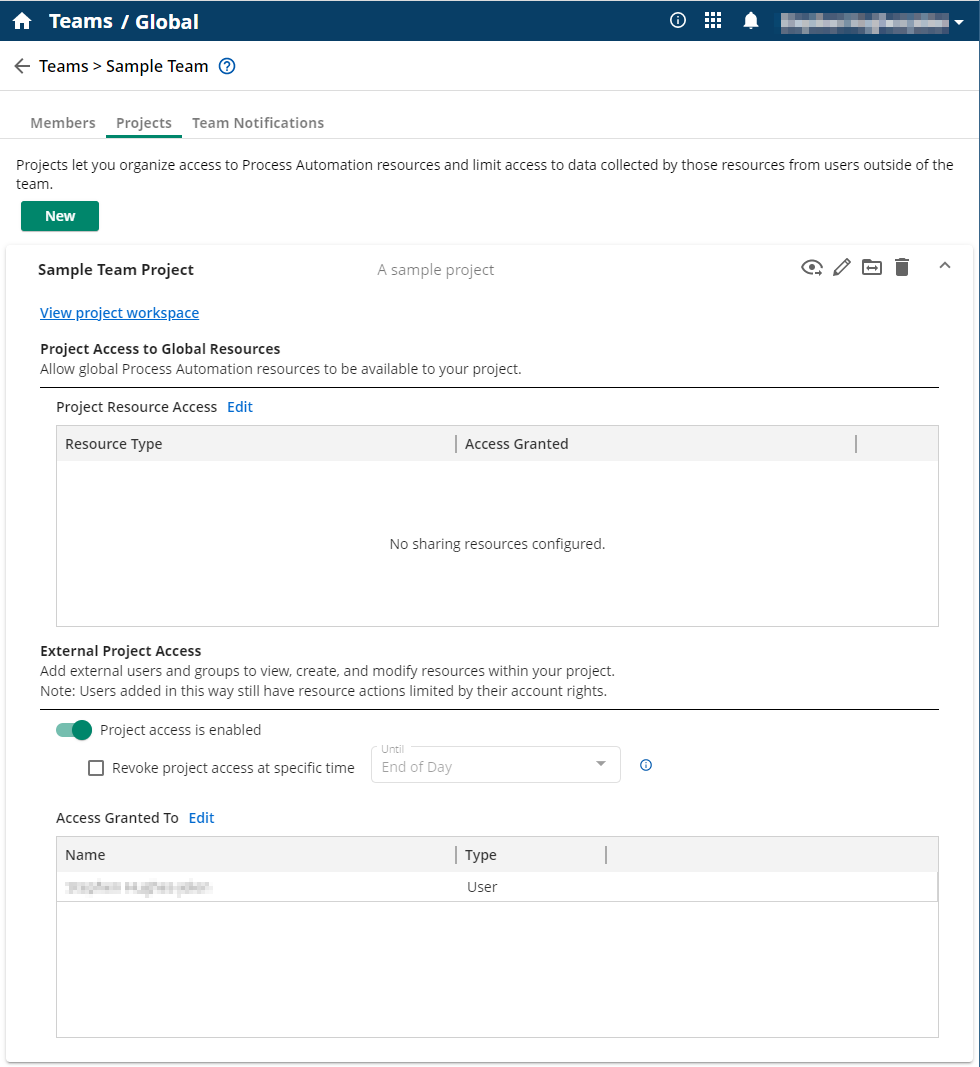 Teams / Global
Teams > Sample Team
Members Projects Team Notifications
Projects let you organize access to Process Automation resources and limit access to data collected by those resources from users outside of the
team.
New
Sample Team Project A sample project
View project workspace
Project Access to Global Resources
Allow global Process Automation resources to be available to your project.
Project Resource Access Edit
Resource Type Access Granted
No sharing resources configured.
External Project Access
Add external users and groups to view, create, and modify resources within your project.
Note: Users added in this way still have resource actions limited by their account rights.
Project access is enabled
Until
Revoke project access at specific time End of Day
Access Granted To Edit
Name Type
User